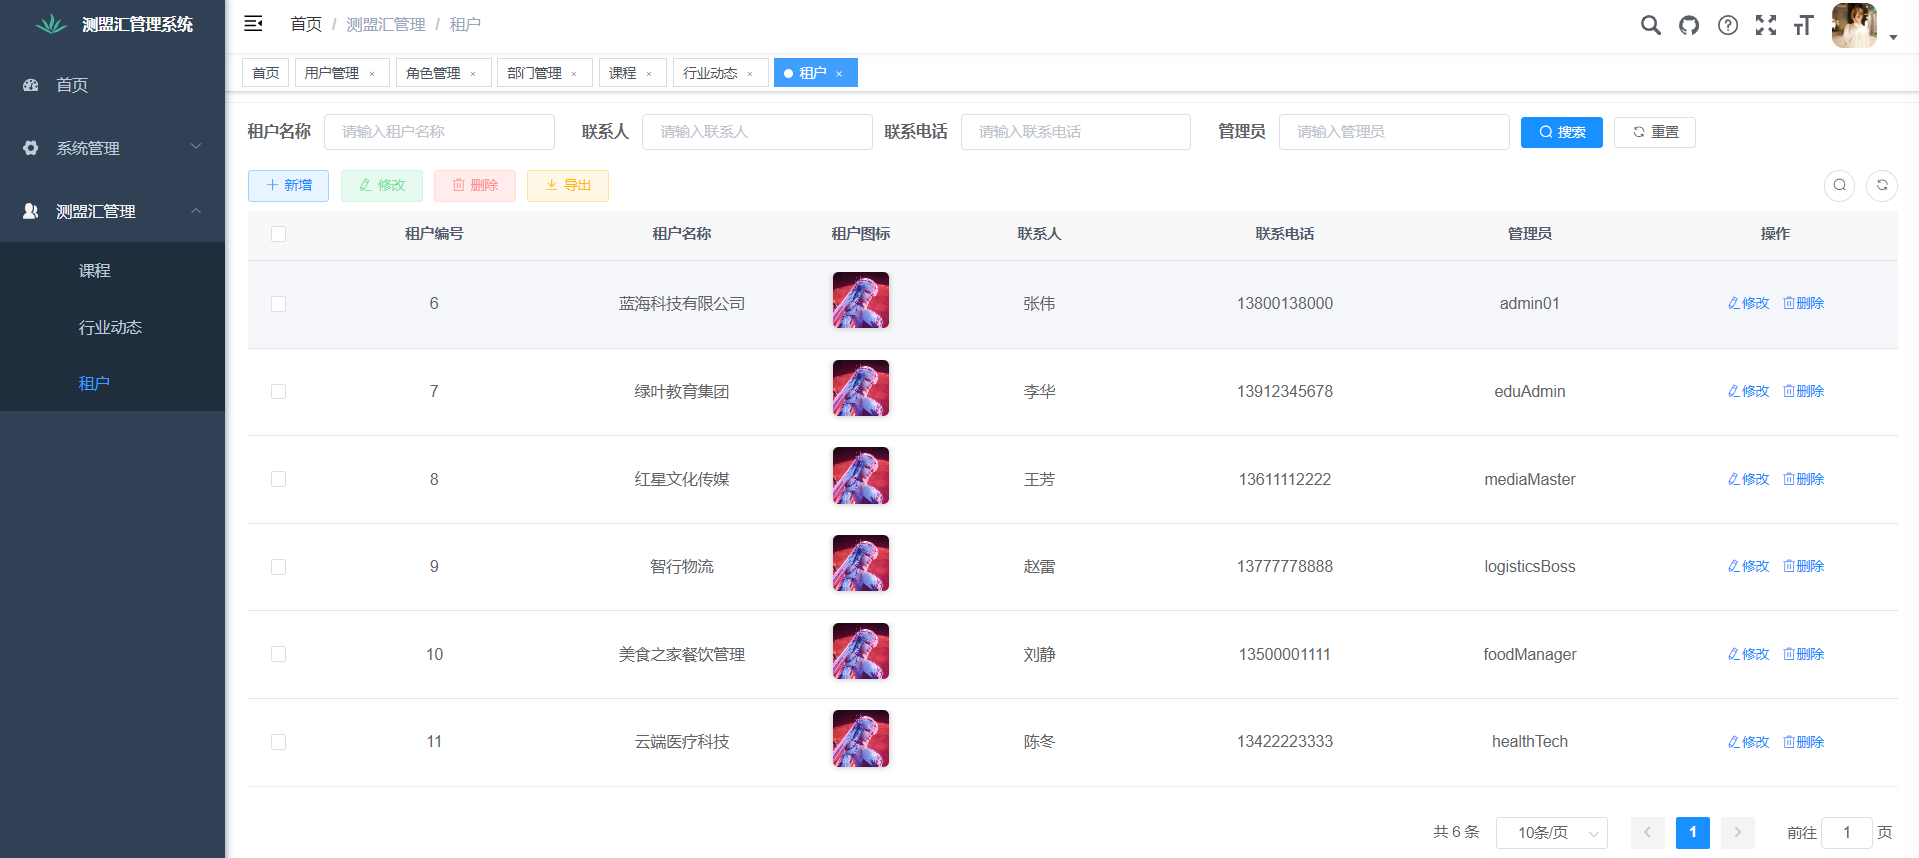 测盟汇管理系统
首页 / 测盟汇管理 / 租户
首页
系统管理
测盟汇管理
课程
行业动态
租户
首页 用户管理 × 角色管理 × 部门管理 × 课程 × 行业动态 × 租户 ×
租户名称 请输入租户名称 联系人 请输入联系人 联系电话 请输入联系电话 管理员 请输入管理员 搜索 重置
新增 修改 删除 导出
租户编号 租户名称 租户图标 联系人 联系电话 管理员 操作
6 蓝海科技有限公司 张伟 13800138000 admin01 修改 删除
7 绿叶教育集团 李华 13912345678 eduAdmin 修改 删除
8 红星文化传媒 王芳 13611112222 mediaMaster 修改 删除
9 智行物流 赵雷 13777778888 logisticsBoss 修改 删除
10 美食之家餐饮管理 刘静 13500001111 foodManager 修改 删除
11 云端医疗科技 陈冬 13422223333 healthTech 修改 删除
共 6 条 10条/页 1 前往 1 页